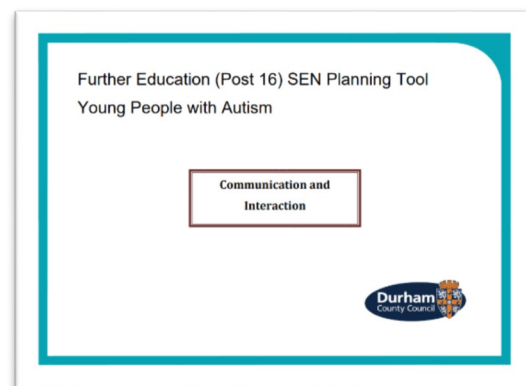 Further Education (Post 16) SEN Planning Tool
Young People with Autism
Communication and
Interaction
Durham
County Council